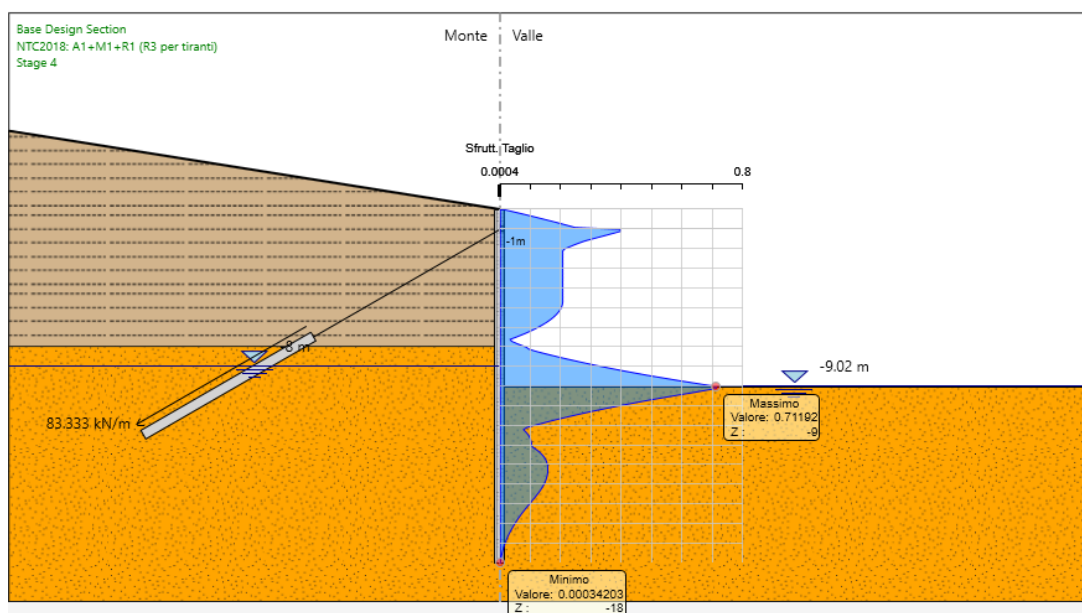 Base Design Section
NTC2018: A1+M1+R1 (R3 per tiranti)
Stage 4
Monte
Valle
Sfrutt. Taglio
0.0004
0.8
-1m
-8 m
-9.02 m
83.333 kN/m
Massimo
Valore: 0.71192
Z : -9
Minimo
Valore: 0.00034203
Z : -18